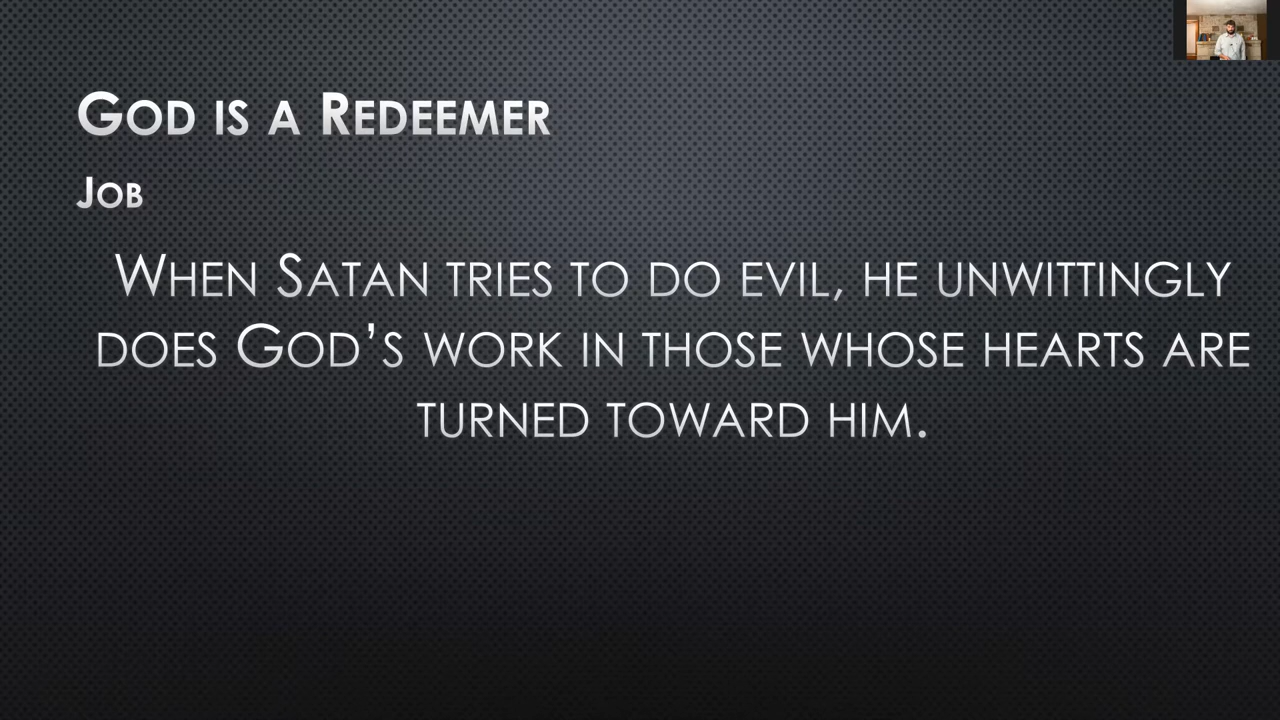 God is a Redeemer
Job
When Satan tries to do evil, he unwittingly
does God’s work in those whose hearts are
turned toward him.